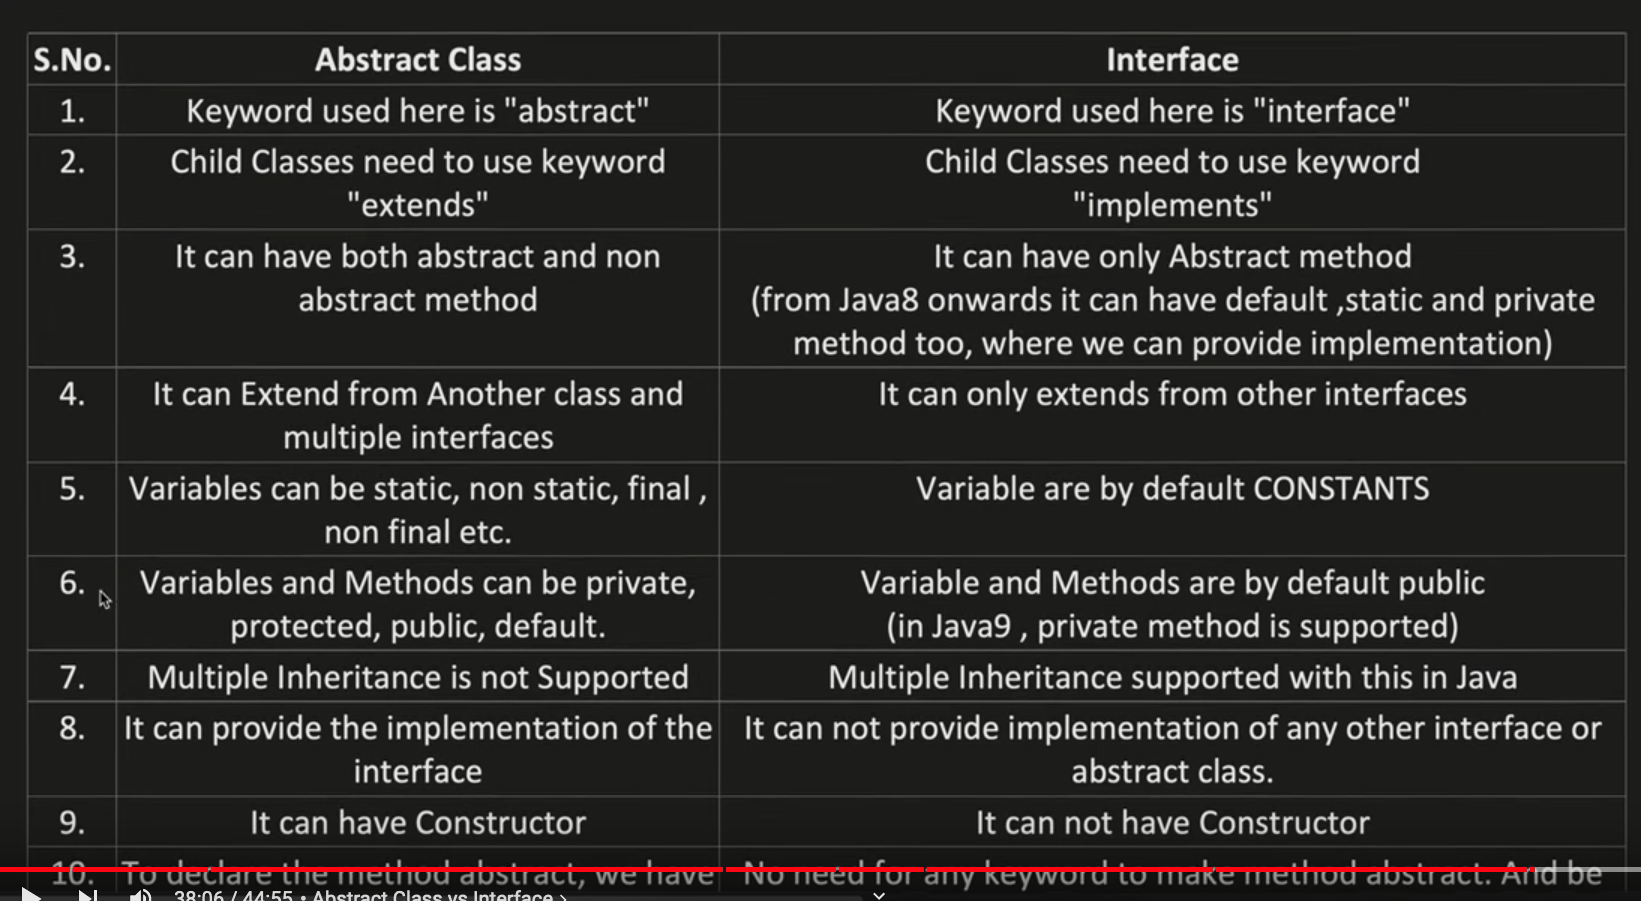 S.No. Abstract Class Interface
1. Keyword used here is "abstract" Keyword used here is "interface"
2. Child Classes need to use keyword Child Classes need to use keyword
"extends" "implements"
3. It can have both abstract and non It can have only Abstract method
abstract method (from Java8 onwards it can have default ,static and private
method too, where we can provide implementation)
4. It can Extend from Another class and It can only extends from other interfaces
multiple interfaces
5. Variables can be static, non static, final , Variable are by default CONSTANTS
non final etc.
6. Variables and Methods can be private, Variable and Methods are by default public
protected, public, default. (in Java9 , private method is supported)
7. Multiple Inheritance is not Supported Multiple Inheritance supported with this in Java
8. It can provide the implementation of the It can not provide implementation of any other interface or
interface abstract class.
9. It can have Constructor It can not have Constructor
10. To declare the method abstract, we have No need for any keyword to make method abstract. And be
38:06 / 44:55 • Abstract Class vs Interface